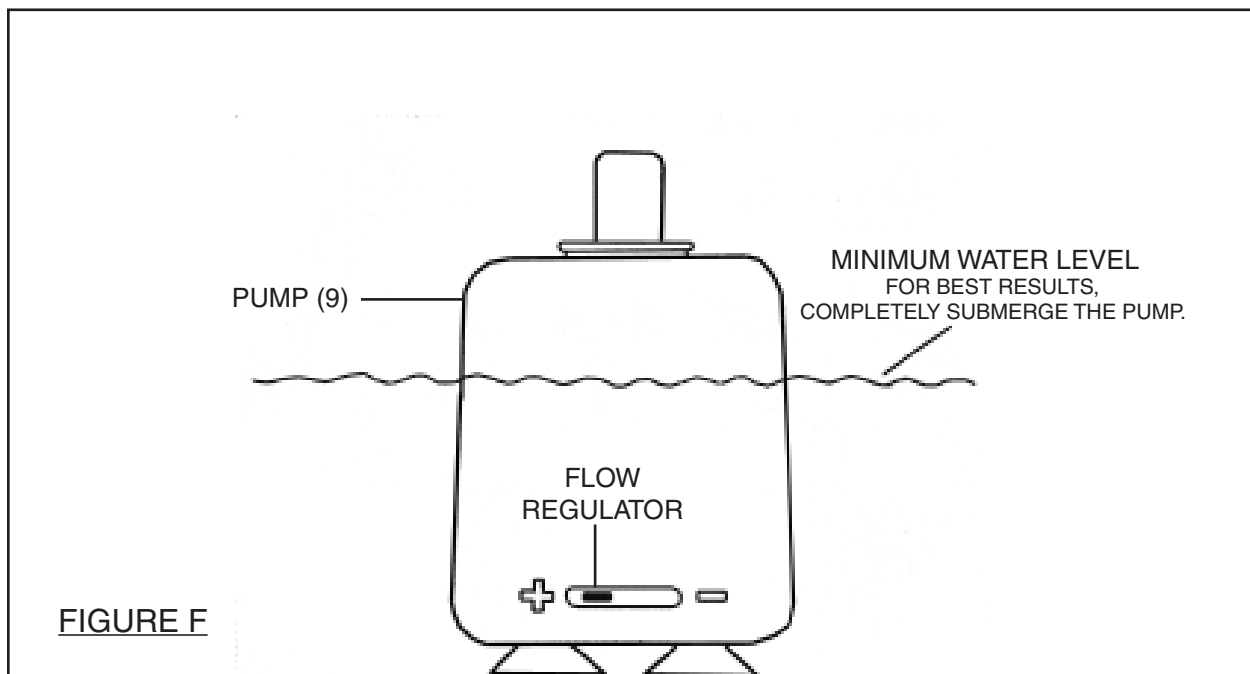 MINIMUM WATER LEVEL
FOR BEST RESULTS,
COMPLETELY SUBMERGE THE PUMP.
PUMP (9)
FLOW
REGULATOR
+ -
FIGURE F